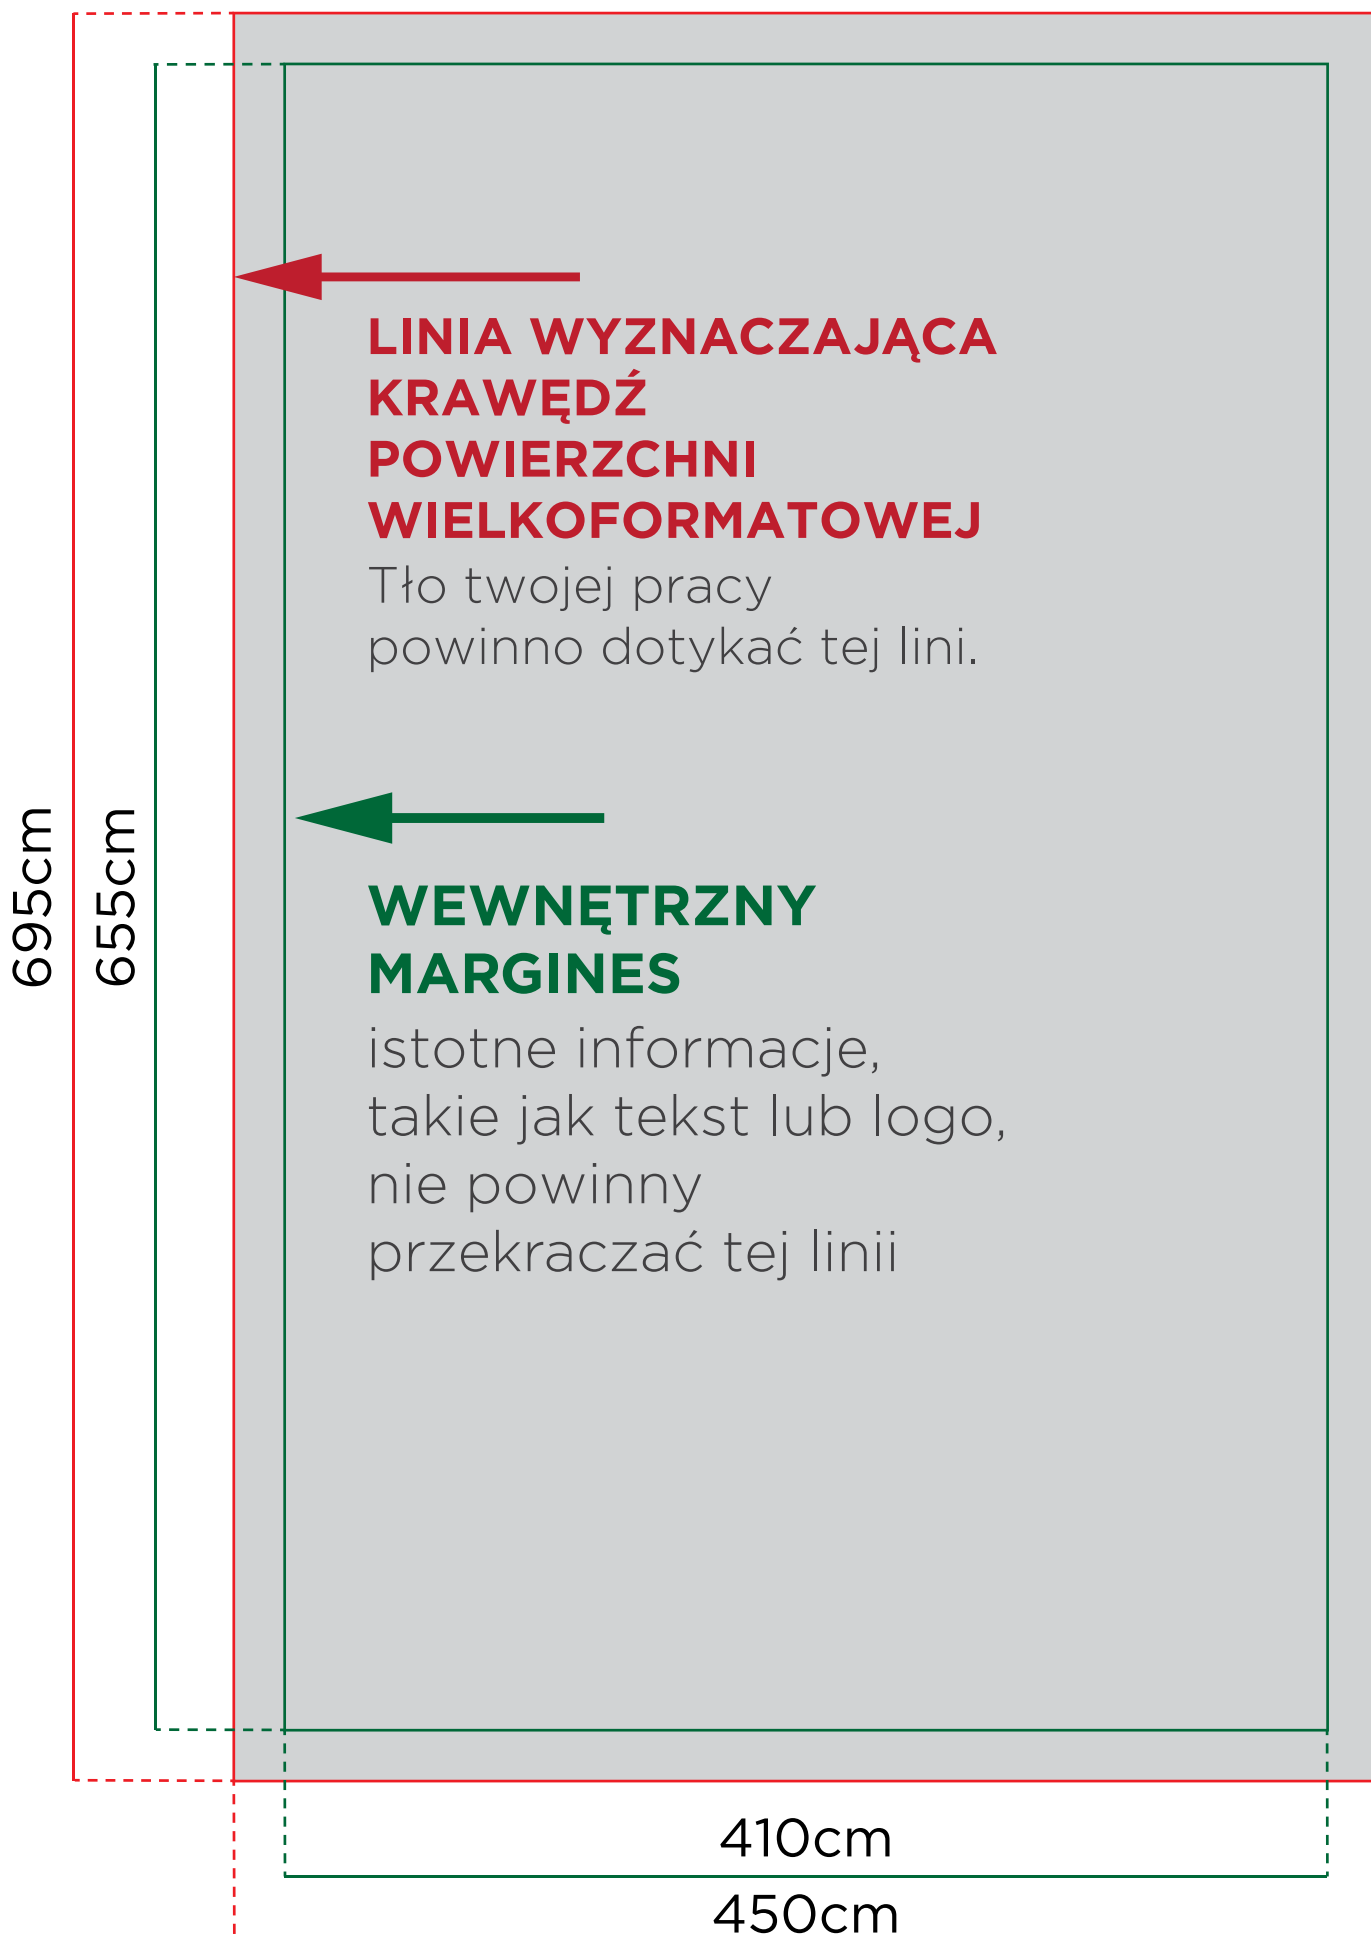 LINIA WYZNACZAJĄCA
KRAWĘDŹ
POWIERZCHNI
WIELKOFORMATOWEJ
Tło twojej pracy
powinno dotykać tej lini.
695cm
655cm
WEWNĘTRZNY
MARGINES
istotne informacje,
takie jak tekst lub logo,
nie powinny
przekraczać tej linii
410cm
450cm